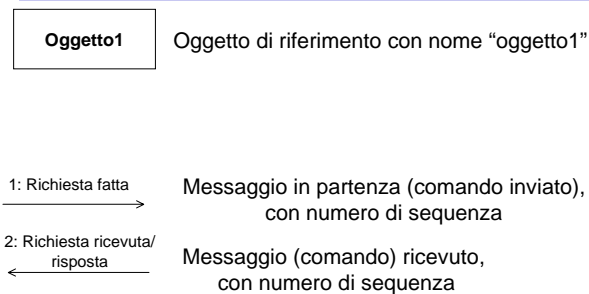 Oggetto1
Oggetto di riferimento con nome “oggetto1”
1: Richiesta fatta
Messaggio in partenza (comando inviato),
con numero di sequenza
2: Richiesta ricevuta/
risposta
Messaggio (comando) ricevuto,
con numero di sequenza